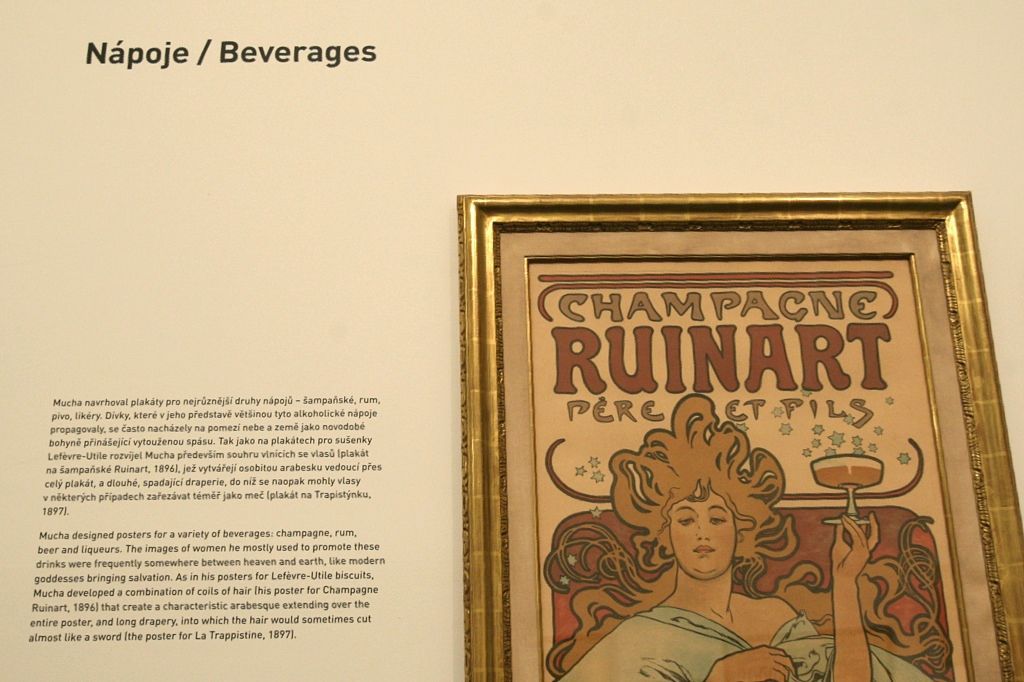 Nápoje / Beverages
Mucha navrhoval plakáty pro nejrůznější druhy nápojů – šampaňské, rum,
pivo, likéry. Dívky, které v jeho představě většinou tyto alkoholické nápoje
propagovaly, se často nacházely na pomezí nebe a země jako novodobé
bohyně přinášející vytouženou spásu. Tak jako na plakátech pro sušenky
Lefèvre-Utile rozvíjel Mucha především souhru vlnících se vlasů (plakát
na šampaňské Ruinart, 1896), jež vytvářejí osobitou arabesku vedoucí přes
celý plakát, a dlouhé, spadající draperie, do níž se naopak mohly vlasy
v některých případech zařezávat téměř jako meč (plakát na Trapistýnku,
1897).
Mucha designed posters for a variety of beverages: champagne, rum,
beer and liqueurs. The images of women he mostly used to promote these
drinks were frequently somewhere between heaven and earth, like modern
goddesses bringing salvation. As in his posters for Lefèvre-Utile biscuits,
Mucha developed a combination of coils of hair (his poster for Champagne
Ruinart, 1896) that create a characteristic arabesque extending over the
entire poster, and long drapery, into which the hair would sometimes cut
almost like a sword (the poster for La Trappistine, 1897).
CHAMPAGNE
RUINART
PÈRE ET FILS